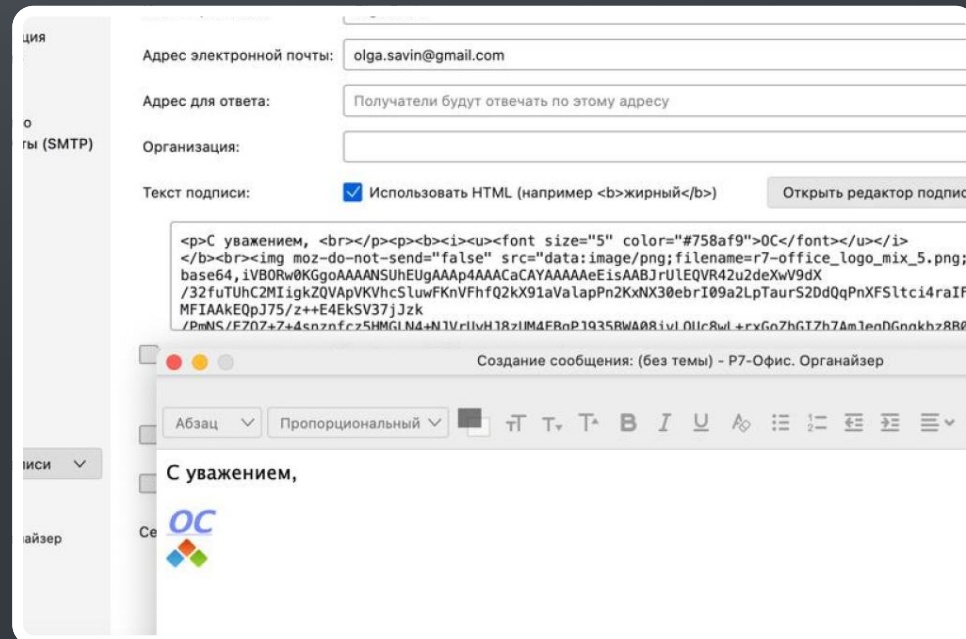 ция
Адрес электронной почты: olga.savin@gmail.com
Адрес для ответа: Получатели будут отвечать по этому адресу
о
ты (SMTP)
Организация:
Текст подписи: Использовать HTML (например <b>жирный</b>) Открыть редактор подпис
<p>С уважением, <br></p><p><b><i><u><font size="5" color="#758af9">ОС</font></u></i>
</b><br><img moz-do-not-send="false" src="data:image/png;filename=r7-office_logo_mix_5.png;
base64,iVBORw0KGgoAAAANSUhEUgAAAp4AAACaCAYAAAAAeEisAABJrUlEQVR42u2deXwV9dX
/32fuTUhC2MIigkZQVApVKVhcSluwFKnVFhfQ2kX91aValapPn2KxNX30ebrI09a2LpTaurS2DdQqPnXFSltci4raIF
MFIAAkEQpJ75/z++E4EkSV37jJzk
Создание сообщения: (без темы) - Р7-Офис. Органайзер
Абзац Пропорциональный
писи
С уважением,
ОС
айзер
Се